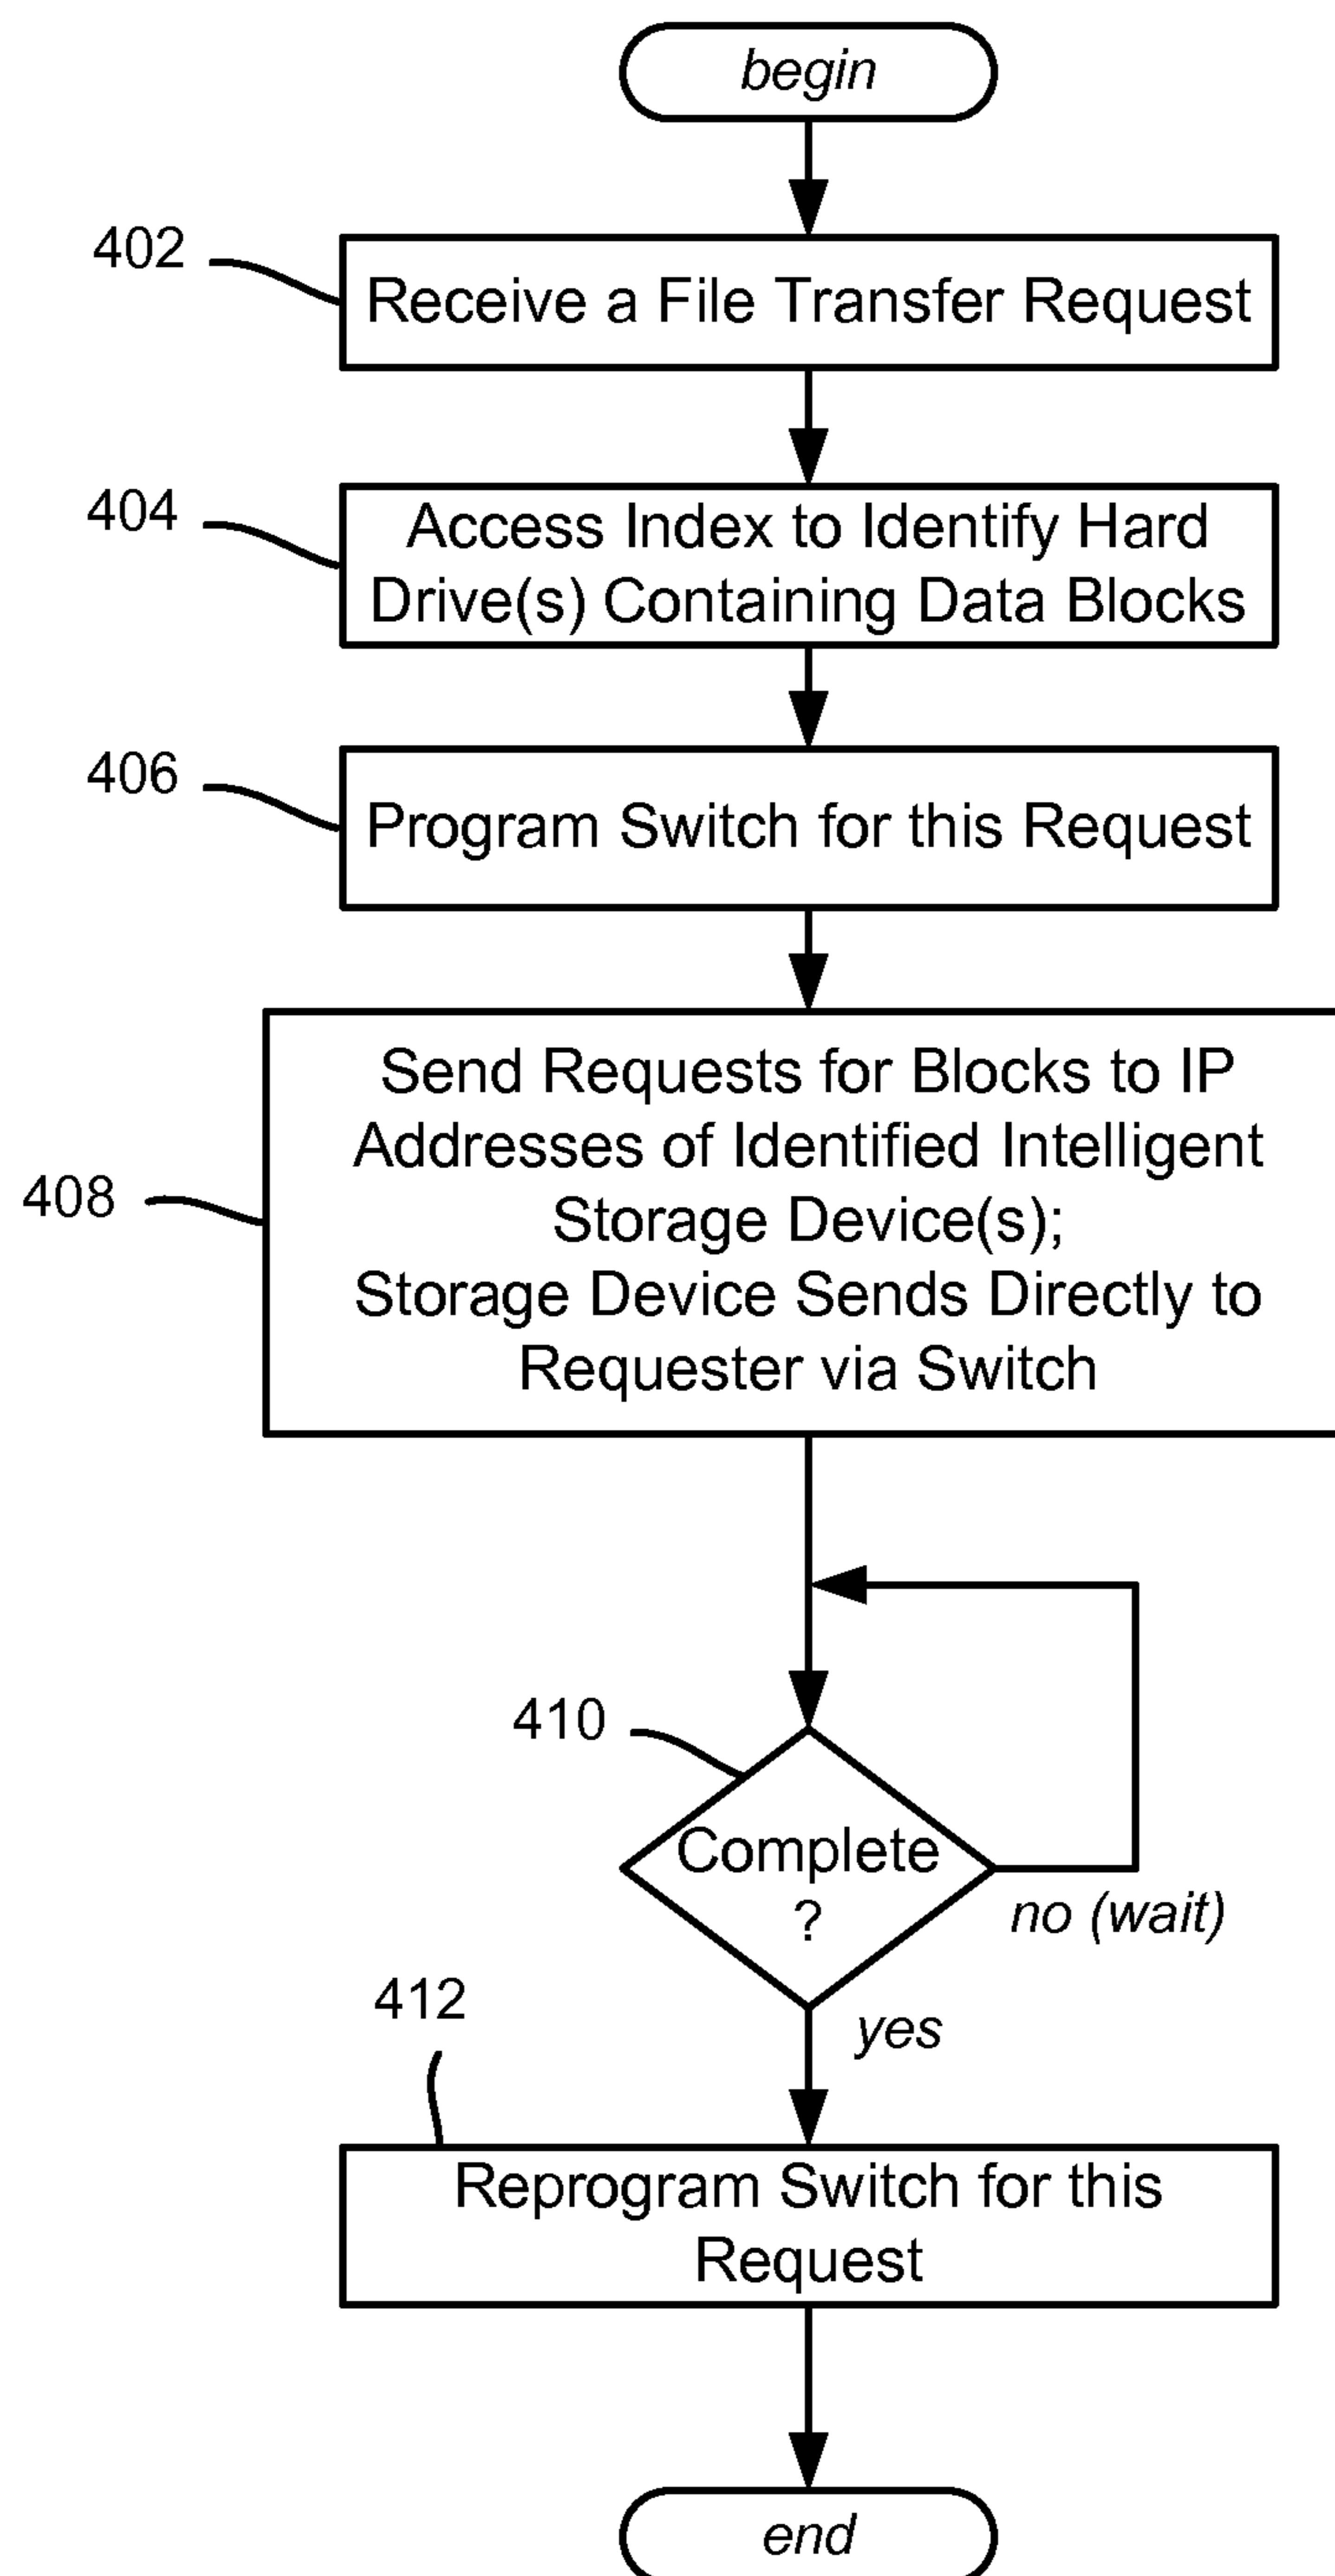 begin
402
Receive a File Transfer Request
404
Access Index to Identify Hard
Drive(s) Containing Data Blocks
406
Program Switch for this Request
408
Send Requests for Blocks to IP
Addresses of Identified Intelligent
Storage Device(s);
Storage Device Sends Directly to
Requester via Switch
410
Complete
?
no (wait)
yes
412
Reprogram Switch for this
Request
end